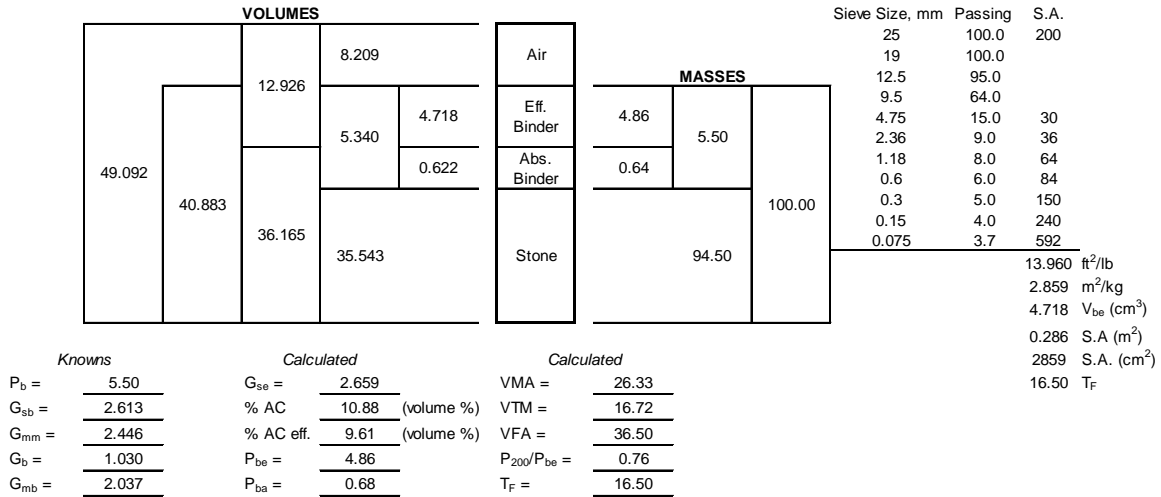 VOLUMES
Sieve Size, mm Passing S.A.
25 100.0 200
19 100.0
12.5 95.0
9.5 64.0
4.75 15.0 30
2.36 9.0 36
1.18 8.0 64
0.6 6.0 84
0.3 5.0 150
0.15 4.0 240
0.075 3.7 592
13.960 ft²/lb
2.859 m²/kg
4.718 Vbe (cm³)
0.286 S.A (m²)
2859 S.A. (cm²)
16.50 TF
49.092
40.883
12.926
36.165
8.209
5.340
35.543
4.718
0.622
Air
Eff.
Binder
Abs.
Binder
Stone
MASSES
4.86
0.64
5.50
94.50
100.00
Knowns
Pb = 5.50
Gsb = 2.613
Gmm = 2.446
Gb = 1.030
Gmb = 2.037
Calculated
Gse = 2.659
% AC 10.88 (volume %)
% AC eff. 9.61 (volume %)
Pbe = 4.86
Pba = 0.68
Calculated
VMA = 26.33
VTM = 16.72
VFA = 36.50
P200/Pbe = 0.76
TF = 16.50